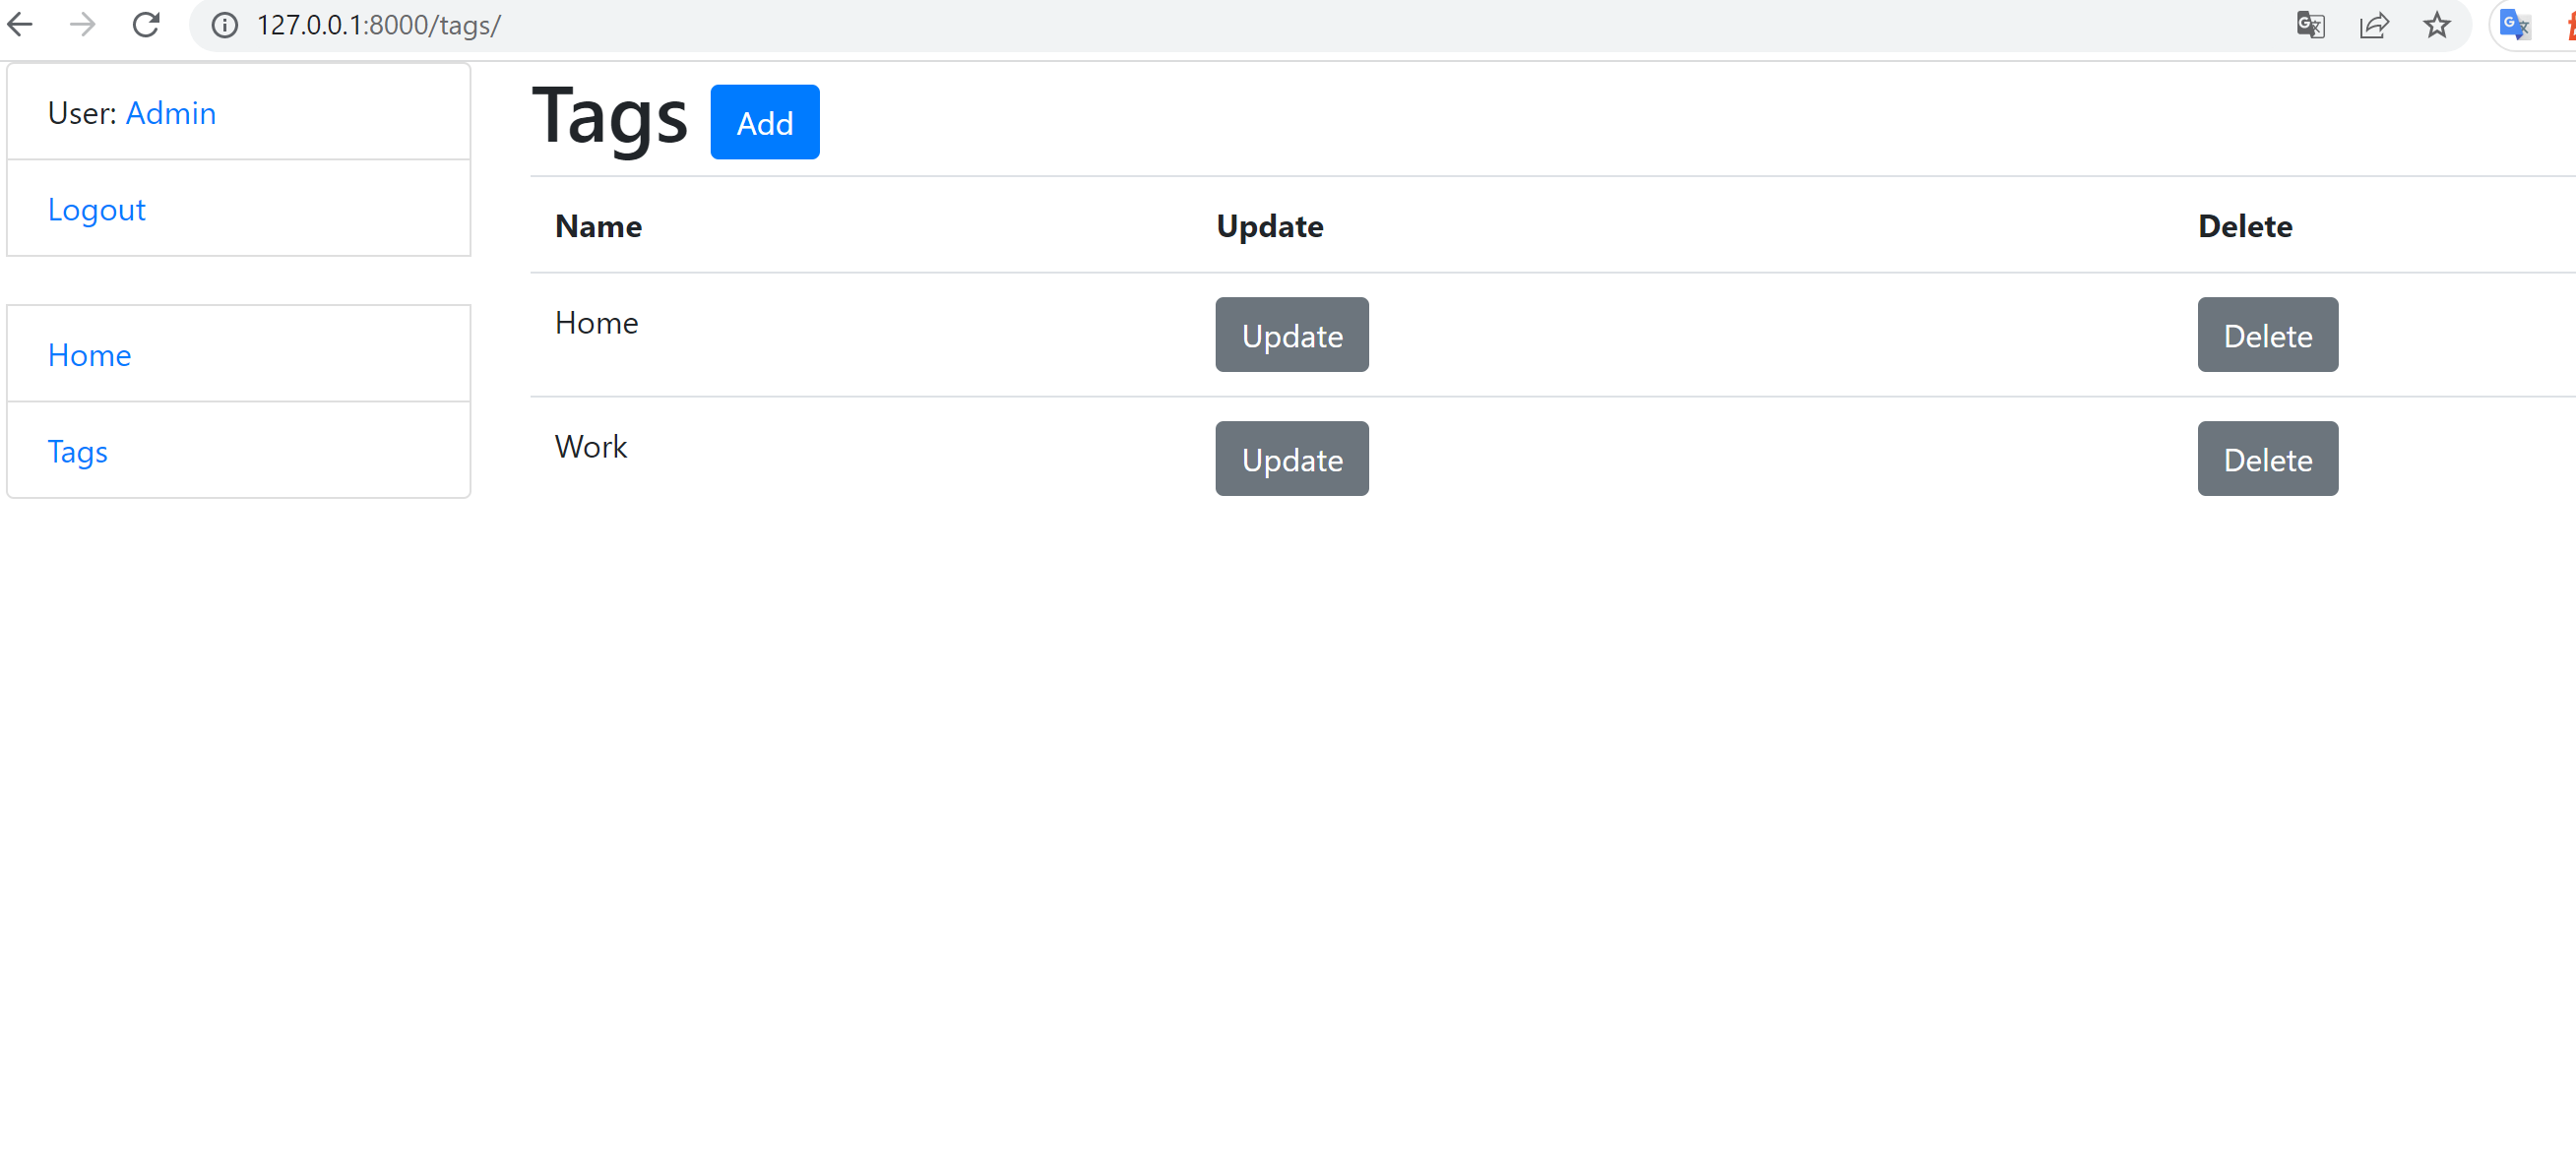 127.0.0.1:8000/tags/
User: Admin
Logout
Home
Tags
Tags Add
Name Update Delete
Home Update Delete
Work Update Delete